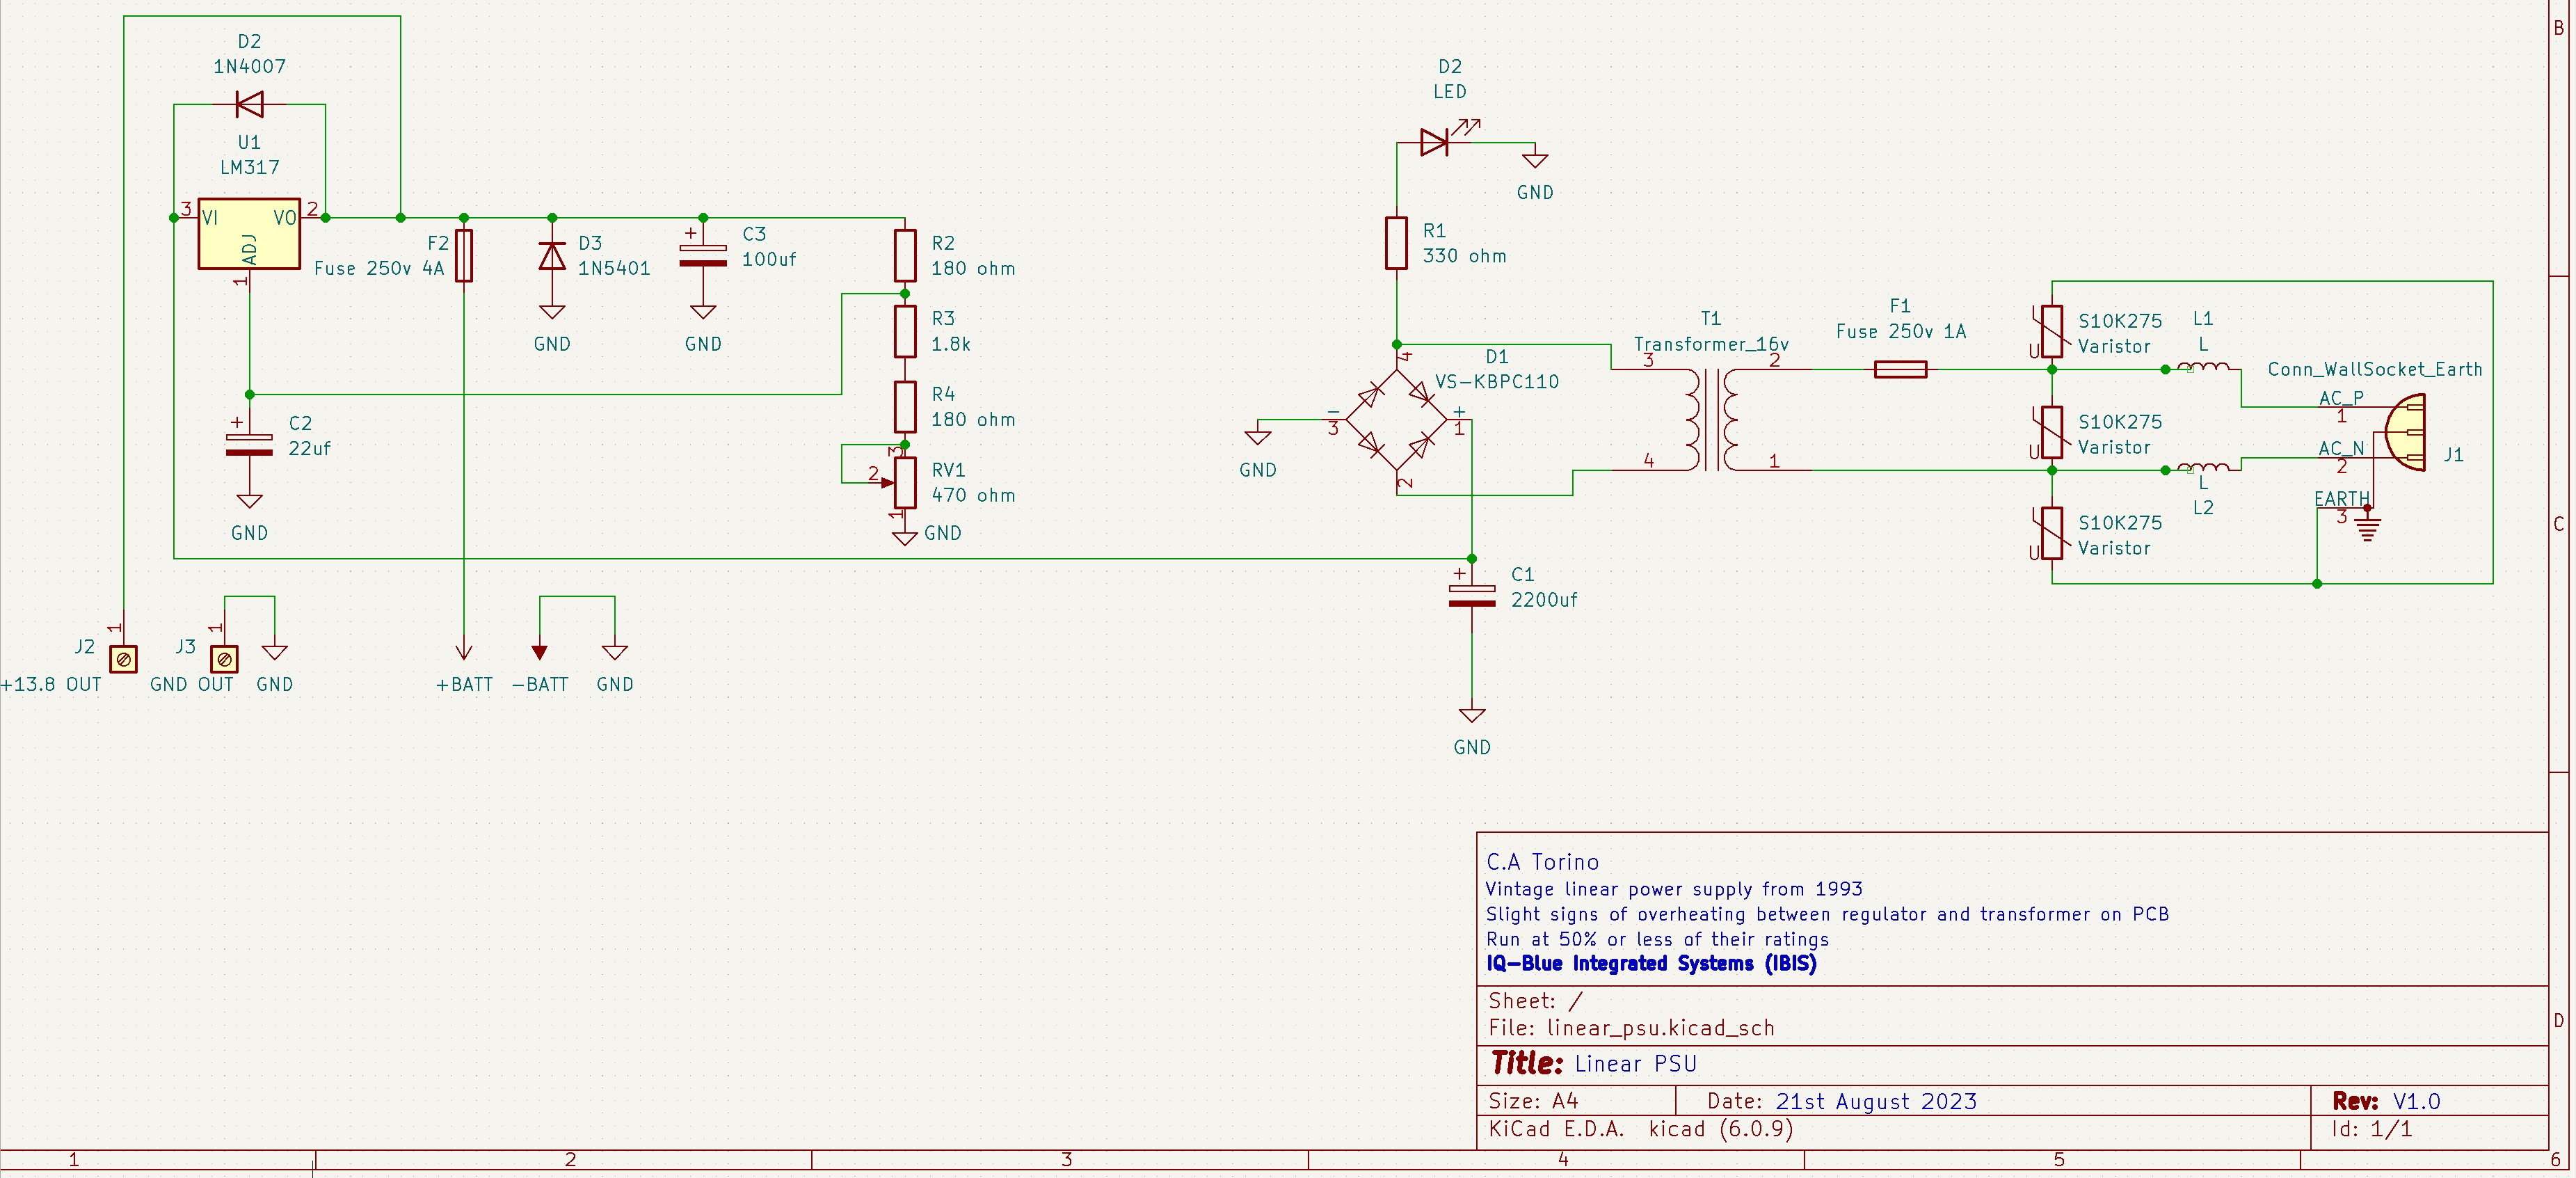 B
D2
1N4007
U1
LM317
3
VI
VO
2
ADJ
1
F2
Fuse 250v 4A
D3
1N5401
GND
+
C3
100uf
GND
R2
180 ohm
R3
1.8k
R4
180 ohm
3
2
RV1
470 ohm
1
GND
+
C2
22uf
GND
J2
1
+13.8 OUT
J3
1
GND OUT
GND
+BATT
-BATT
GND
D2
LED
GND
R1
330 ohm
D1
VS-KBPC110
4
-
3
+
1
2
GND
+
C1
2200uf
GND
T1
Transformer_16v
3
2
4
1
F1
Fuse 250v 1A
S10K275
Varistor
U
S10K275
Varistor
U
S10K275
Varistor
U
L1
L
L
L2
Conn_WallSocket_Earth
AC_P
1
AC_N
2
EARTH
3
J1
C
C.A Torino
Vintage linear power supply from 1993
Slight signs of overheating between regulator and transformer on PCB
Run at 50% or less of their ratings
IQ-Blue Integrated Systems (IBIS)
Sheet: /
File: linear_psu.kicad_sch
Title: Linear PSU
Size: A4
Date: 21st August 2023
Rev: V1.0
KiCad E.D.A. kicad (6.0.9)
Id: 1/1
D
1
2
3
4
5
6